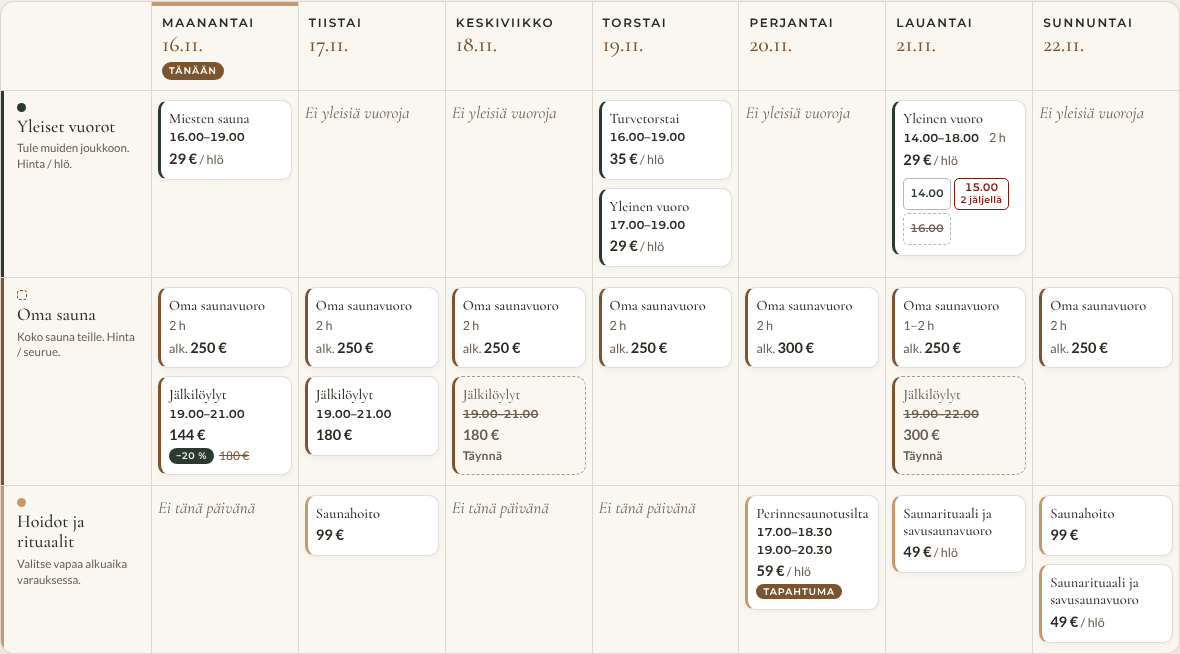 MAANANTAI
16.11.
TÄNÄÄN
TIISTAI
17.11.
KESKIVIIKKO
18.11.
TORSTAI
19.11.
PERJANTAI
20.11.
LAUANTAI
21.11.
SUNNUNTAI
22.11.
Yleiset vuorot
Tule muiden joukkoon.
Hinta / hlö.
Miesten sauna
16.00–19.00
29 € / hlö
Ei yleisiä vuoroja
Ei yleisiä vuoroja
Turvetorstai
16.00–19.00
35 € / hlö
Yleinen vuoro
17.00–19.00
29 € / hlö
Ei yleisiä vuoroja
Yleinen vuoro
14.00–18.00 2 h
29 € / hlö
14.00
15.00
2 jäljellä
16.00
Ei yleisiä vuoroja
Oma sauna
Koko sauna teille. Hinta
/ seurue.
Oma saunavuoro
2 h
alk. 250 €
Jälkilöylyt
19.00–21.00
144 €
−20 % 180 €
Oma saunavuoro
2 h
alk. 250 €
Jälkilöylyt
19.00–21.00
180 €
Oma saunavuoro
2 h
alk. 250 €
Jälkilöylyt
19.00–21.00
180 €
Täynnä
Oma saunavuoro
2 h
alk. 250 €
Oma saunavuoro
2 h
alk. 300 €
Oma saunavuoro
1–2 h
alk. 250 €
Jälkilöylyt
19.00–22.00
300 €
Täynnä
Oma saunavuoro
2 h
alk. 250 €
Hoidot ja
rituaalit
Valitse vapaa alkuaika
varauksessa.
Ei tänä päivänä
Saunahoito
99 €
Ei tänä päivänä
Ei tänä päivänä
Perinnesaunotusilta
17.00–18.30
19.00–20.30
59 € / hlö
TAPAHTUMA
Saunarituaali ja
savusaunavuoro
49 € / hlö
Saunahoito
99 €
Saunarituaali ja
savusaunavuoro
49 € / hlö